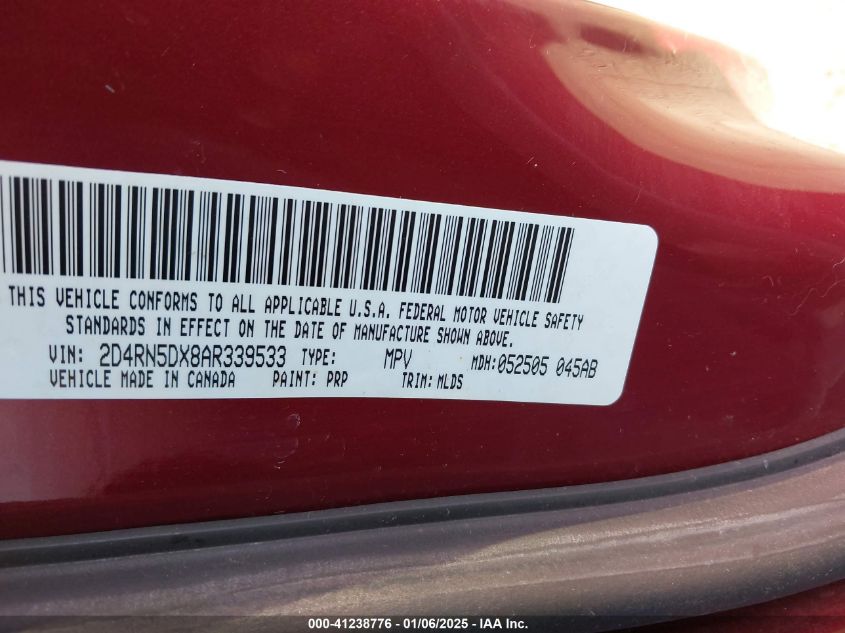 THIS VEHICLE CONFORMS TO ALL APPLICABLE U.S.A. FEDERAL MOTOR VEHICLE SAFETY
STANDARDS IN EFFECT ON THE DATE OF MANUFACTURE SHOWN ABOVE.
VIN: 2D4RN5DX8AR339533 TYPE: MPV MDH:052505 045AB
VEHICLE MADE IN CANADA PAINT: PRP TRIM: MLDS
000-41238776 - 01/06/2025 - IAA Inc.